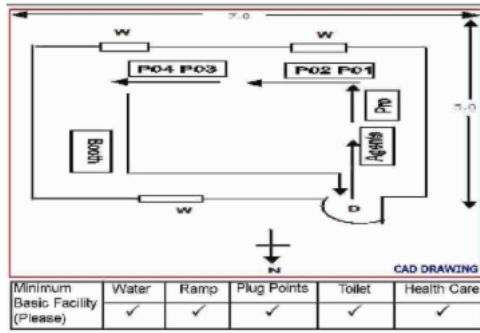 7.0
W
W
P04 P03
P02 P01
Pro
5.0
Booth
Agents
W
D
N
CAD DRAWING
Minimum Basic Facility (Please) Water Ramp Plug Points Toilet Health Care
✓ ✓ ✓ ✓ ✓